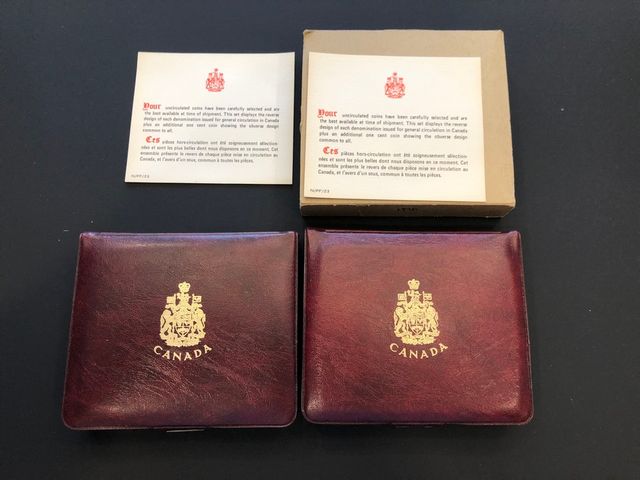 Your uncirculated coins have been carefully selected and are
the best available at time of shipment. This set displays the reverse
design of each denomination issued for general circulation in Canada
plus an additional one cent coin showing the obverse design
common to all.
Ces pièces hors-circulation ont été soigneusement sélection-
nées et sont les plus belles dont nous disposons en ce moment. Cet
ensemble présente le revers de chaque pièce mise en circulation au
Canada, et l'avers d'un sous, commun à toutes les pièces.
N/PF/23
Your uncirculated coins have been carefully selected and are
the best available at time of shipment. This set displays the reverse
design of each denomination issued for general circulation in Canada
plus an additional one cent coin showing the obverse design
common to all.
Ces pièces hors-circulation ont été soigneusement sélection-
nées et sont les plus belles dont nous disposons en ce moment. Cet
ensemble présente le revers de chaque pièce mise en circulation au
Canada, et l'avers d'un sous, commun à toutes les pièces.
N/PF/23
CANADA
CANADA